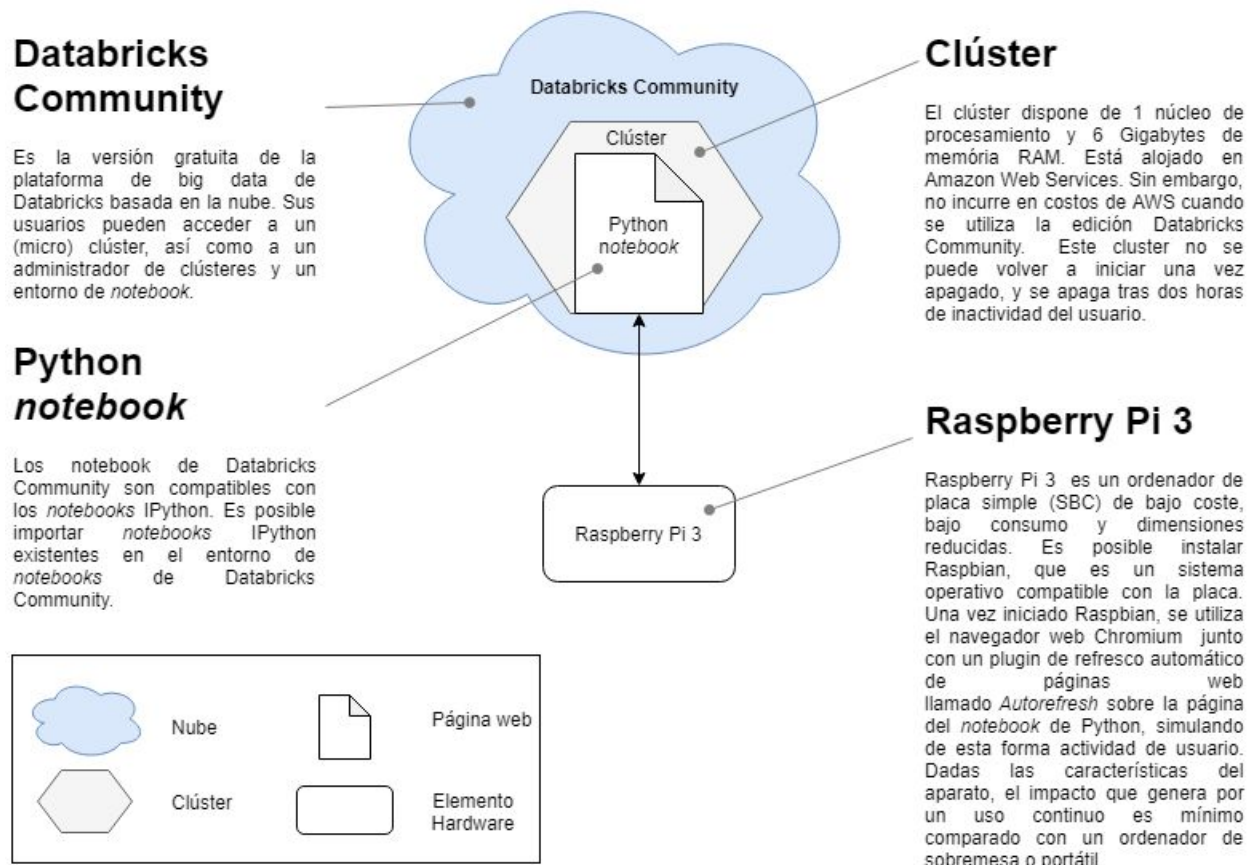 Databricks
Community
Es la versión gratuita de la
plataforma de big data de
Databricks basada en la nube. Sus
usuarios pueden acceder a un
(micro) clúster, así como a un
administrador de clústeres y un
entorno de notebook.
Python
notebook
Los notebook de Databricks
Community son compatibles con
los notebooks IPython. Es posible
importar notebooks IPython
existentes en el entorno de
notebooks de Databricks
Community.
Databricks Community
Clúster
Python
notebook
Raspberry Pi 3
Clúster
El clúster dispone de 1 núcleo de
procesamiento y 6 Gigabytes de
memória RAM. Está alojado en
Amazon Web Services. Sin embargo,
no incurre en costos de AWS cuando
se utiliza la edición Databricks
Community. Este cluster no se
puede volver a iniciar una vez
apagado, y se apaga tras dos horas
de inactividad del usuario.
Raspberry Pi 3
Raspberry Pi 3 es un ordenador de
placa simple (SBC) de bajo coste,
bajo consumo y dimensiones
reducidas. Es posible instalar
Raspbian, que es un sistema
operativo compatible con la placa.
Una vez iniciado Raspbian, se utiliza
el navegador web Chromium junto
con un plugin de refresco automático
de páginas web
llamado Autorefresh sobre la página
del notebook de Python, simulando
de esta forma actividad de usuario.
Dadas las características del
aparato, el impacto que genera por
un uso continuo es mínimo
comparado con un ordenador de
sobremesa o portátil
Nube
Página web
Clúster
Elemento
Hardware